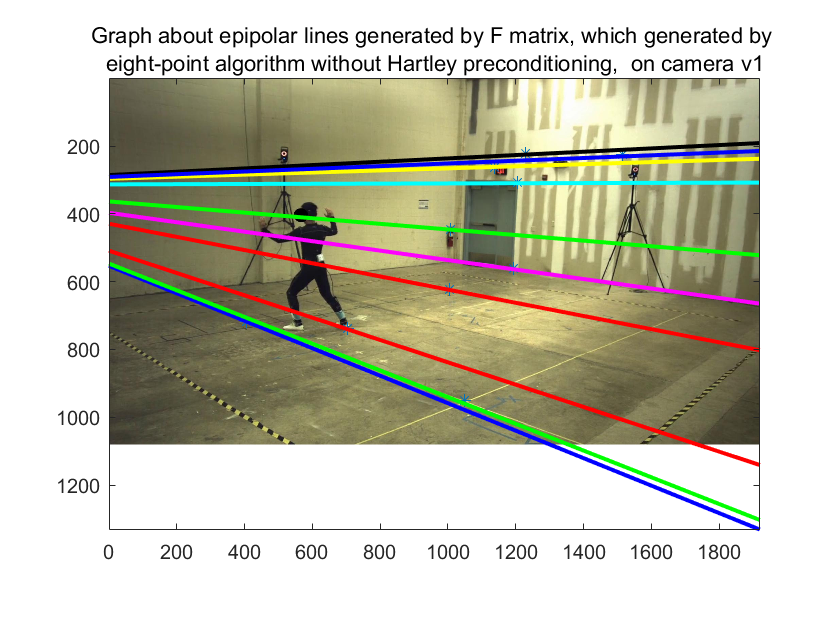 Graph about epipolar lines generated by F matrix, which generated by
eight-point algorithm without Hartley preconditioning,  on camera v1
200
400
600
800
1000
1200
0 200 400 600 800 1000 1200 1400 1600 1800